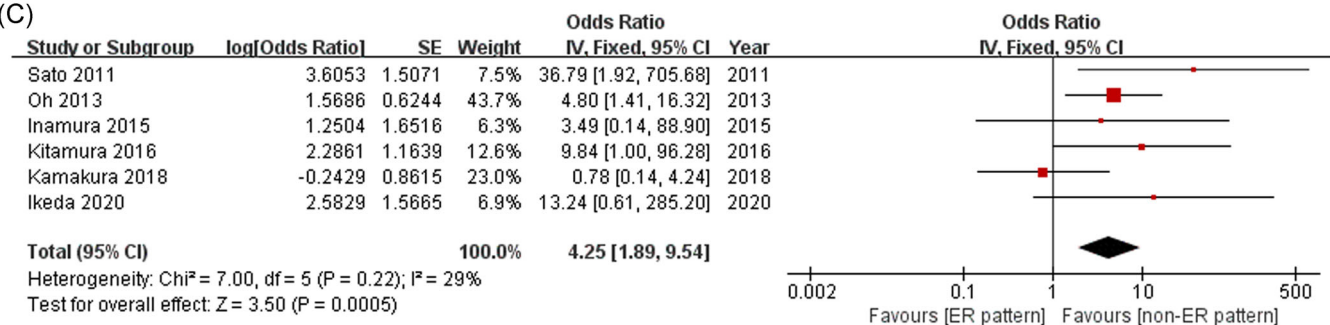 (C)
Odds Ratio Odds Ratio
Study or Subgroup log[Odds Ratio] SE Weight IV, Fixed, 95% CI Year IV, Fixed, 95% CI
Sato 2011 3.6053 1.5071 7.5% 36.79 [1.92, 705.68] 2011
Oh 2013 1.5686 0.6244 43.7% 4.80 [1.41, 16.32] 2013
Inamura 2015 1.2504 1.6516 6.3% 3.49 [0.14, 88.90] 2015
Kitamura 2016 2.2861 1.1639 12.6% 9.84 [1.00, 96.28] 2016
Kamakura 2018 -0.2429 0.8615 23.0% 0.78 [0.14, 4.24] 2018
Ikeda 2020 2.5829 1.5665 6.9% 13.24 [0.61, 285.20] 2020
Total (95% CI) 100.0% 4.25 [1.89, 9.54]
Heterogeneity: Chi² = 7.00, df = 5 (P = 0.22); I² = 29%
Test for overall effect: Z = 3.50 (P = 0.0005)
0.002 0.1 1 10 500
Favours [ER pattern] Favours [non-ER pattern]